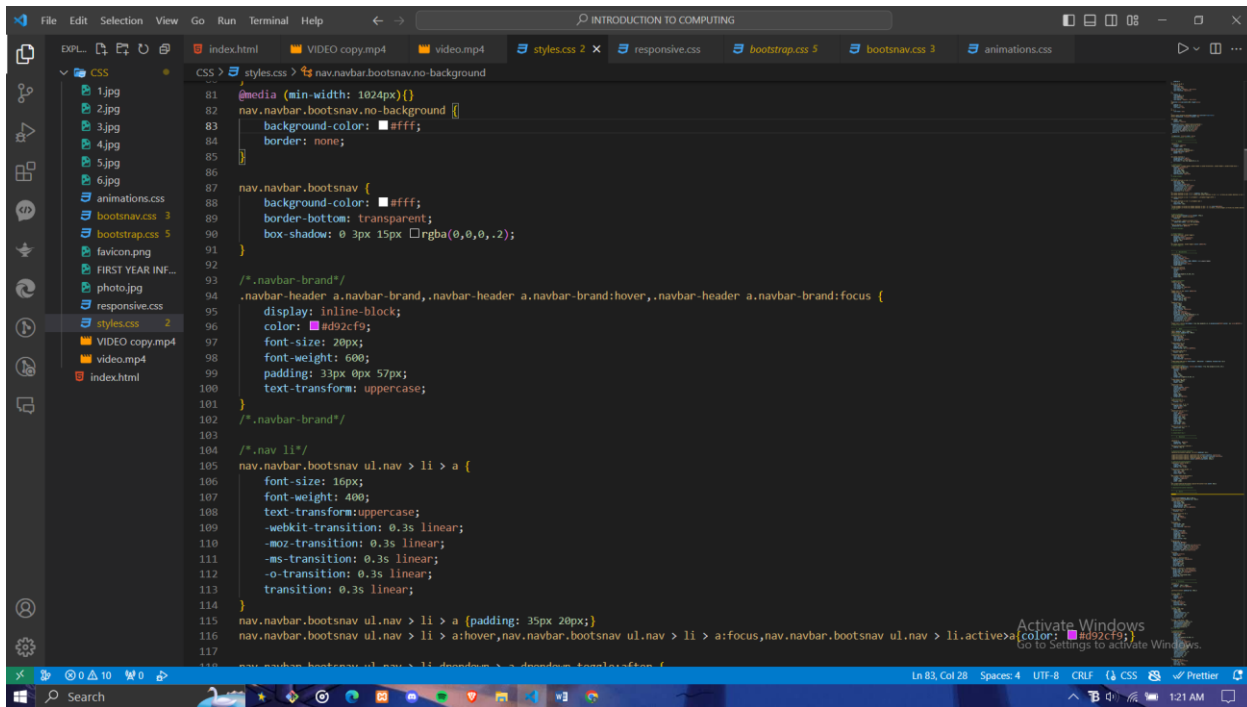 File Edit Selection View Go Run Terminal Help
INTRODUCTION TO COMPUTING
EXPL...
index.html
VIDEO copy.mp4
video.mp4
styles.css 2
responsive.css
bootstrap.css 5
bootsnav.css 3
animations.css
CSS
1.jpg
2.jpg
3.jpg
4.jpg
5.jpg
6.jpg
animations.css
bootsnav.css 3
bootstrap.css 5
favicon.png
FIRST YEAR INF...
photo.jpg
responsive.css
styles.css 2
VIDEO copy.mp4
video.mp4
index.html
CSS > styles.css > nav.navbar.bootsnav.no-background
81 @media (min-width: 1024px){}
82 nav.navbar.bootsnav.no-background {
83 background-color: #fff;
84 border: none;
85 }
86
87 nav.navbar.bootsnav {
88 background-color: #fff;
89 border-bottom: transparent;
90 box-shadow: 0 3px 15px rgba(0,0,0,.2);
91 }
92
93 /*.navbar-brand*/
94 .navbar-header a.navbar-brand,.navbar-header a.navbar-brand:hover,.navbar-header a.navbar-brand:focus {
95 display: inline-block;
96 color: #d92cf9;
97 font-size: 20px;
98 font-weight: 600;
99 padding: 33px 0px 57px;
100 text-transform: uppercase;
101 }
102 /*.navbar-brand*/
103
104 /*.nav li*/
105 nav.navbar.bootsnav ul.nav > li > a {
106 font-size: 16px;
107 font-weight: 400;
108 text-transform:uppercase;
109 -webkit-transition: 0.3s linear;
110 -moz-transition: 0.3s linear;
111 -ms-transition: 0.3s linear;
112 -o-transition: 0.3s linear;
113 transition: 0.3s linear;
114 }
115 nav.navbar.bootsnav ul.nav > li > a {padding: 35px 20px;}
116 nav.navbar.bootsnav ul.nav > li > a:hover,nav.navbar.bootsnav ul.nav > li > a:focus,nav.navbar.bootsnav ul.nav > li.active>a{color: #d92cf9;}
117
Activate Windows
Go to Settings to activate Windows.
0 10 0
Ln 83, Col 28 Spaces: 4 UTF-8 CRLF CSS Prettier
Search
1:21 AM